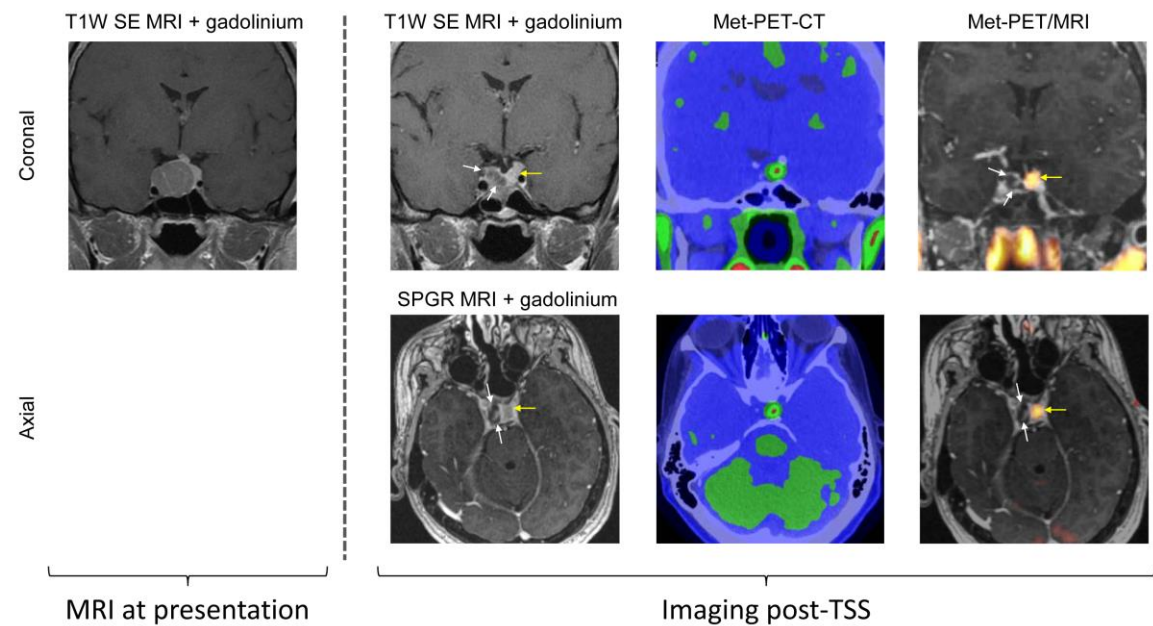 T1W SE MRI + gadolinium
T1W SE MRI + gadolinium
Met-PET-CT
Met-PET/MRI
Coronal
SPGR MRI + gadolinium
Axial
MRI at presentation
Imaging post-TSS